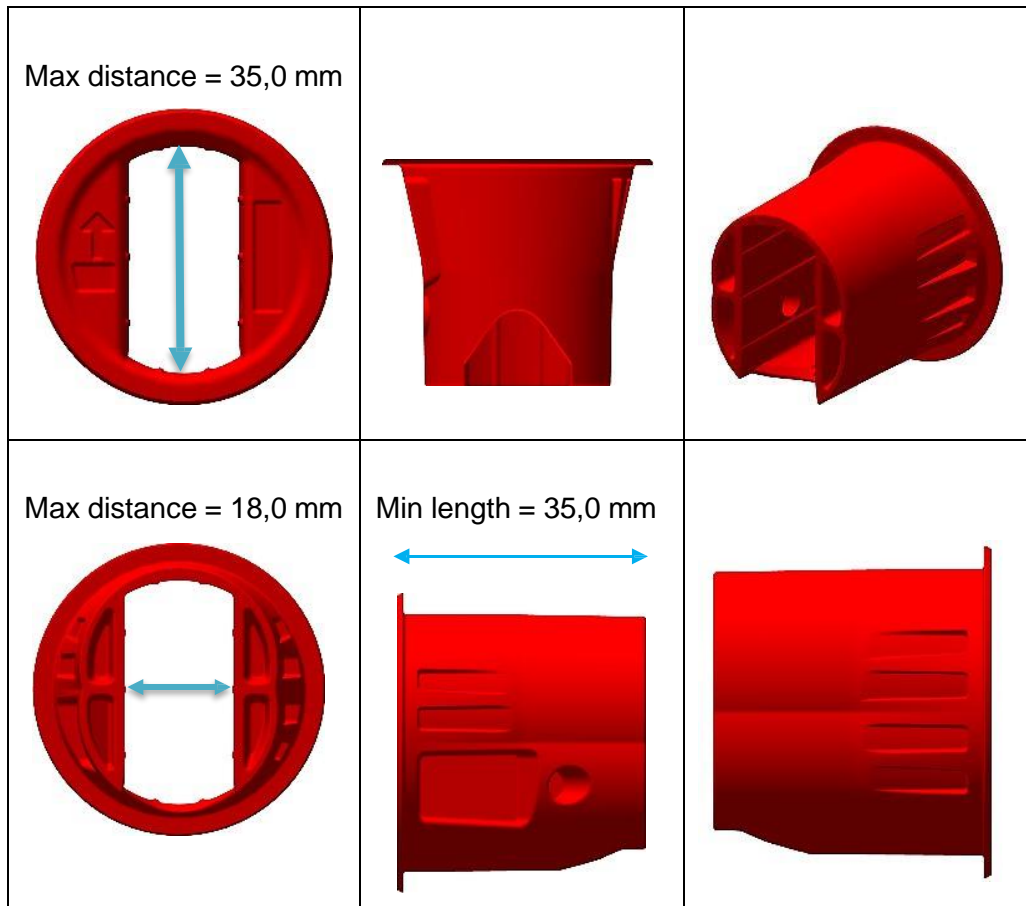 Max distance = 35,0 mm
Max distance = 18,0 mm
Min length = 35,0 mm